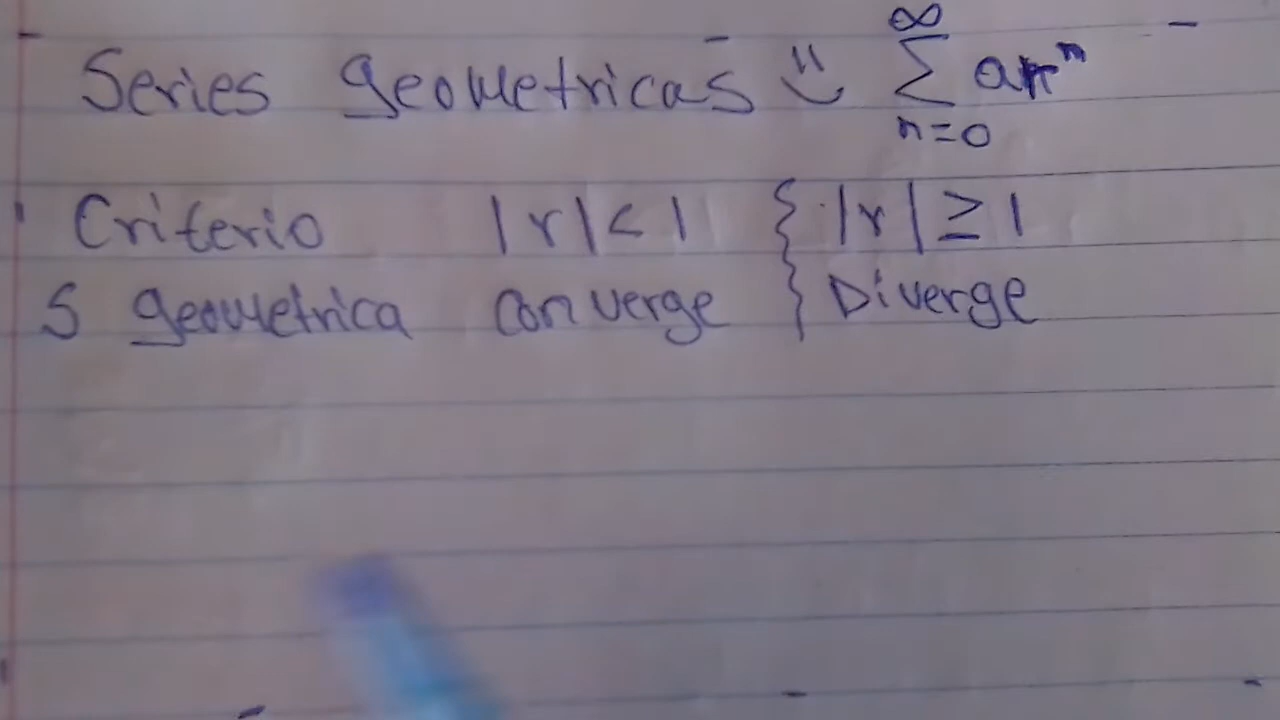 Series geometricas ∞ Σ n=0 arⁿ
Criterio |r| < 1 { |r| ≥ 1
S geometrica converge } Diverge